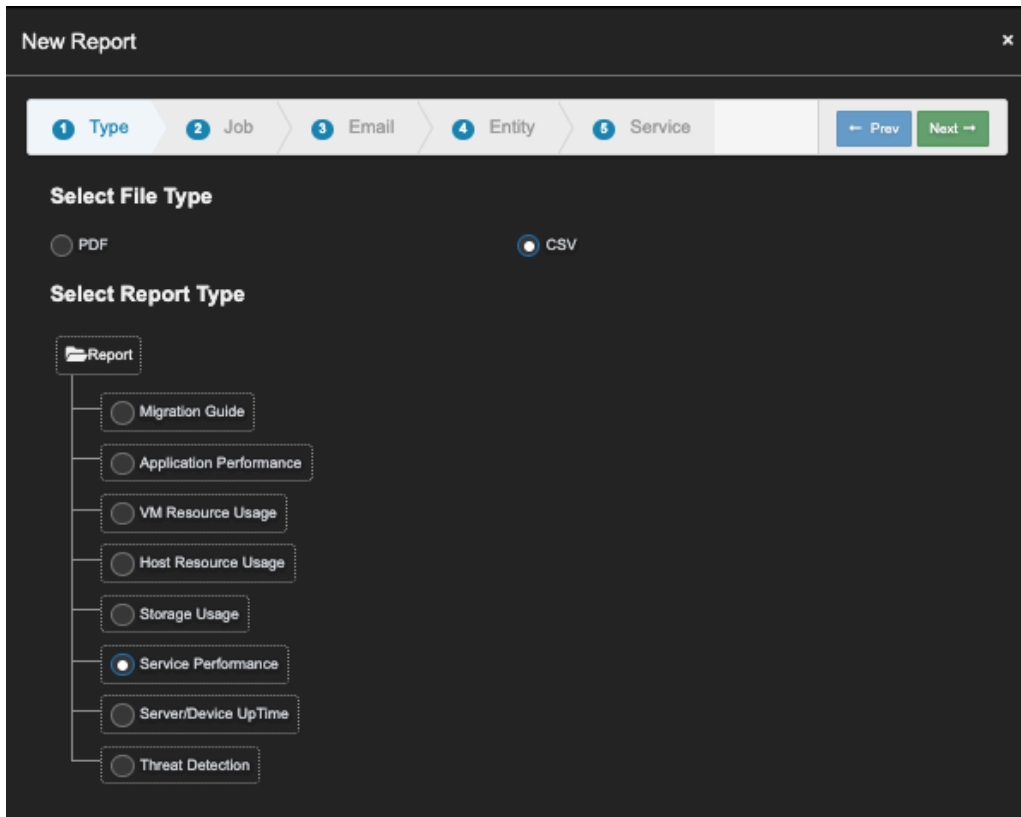 New Report ×
1 Type 2 Job 3 Email 4 Entity 5 Service ← Prev Next →
Select File Type
PDF CSV
Select Report Type
Report
Migration Guide
Application Performance
VM Resource Usage
Host Resource Usage
Storage Usage
Service Performance
Server/Device UpTime
Threat Detection